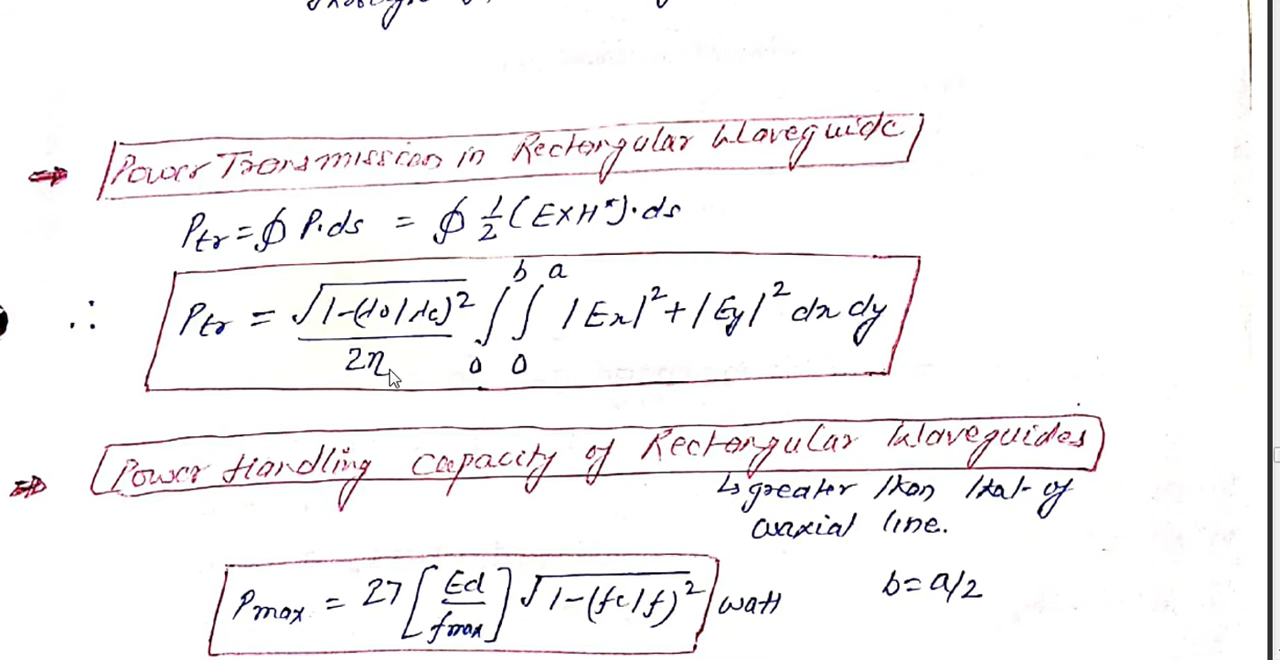 ⇒ Power Transmission in Rectangular Waveguide
Ptr = ∮ P.ds = ∮ 1/2 (E×H*).ds
∴ Ptr = √(1-(λo/λc)²) / 2η ∫₀ᵇ ∫₀ᵃ |Ex|² + |Ey|² dx dy
⇒ Power Handling Capacity of Rectangular Waveguides
↳ greater than that of
coaxial line.
Pmax = 27 [Ed/fmax] √(1-(fc/f)²) watt
b = a/2